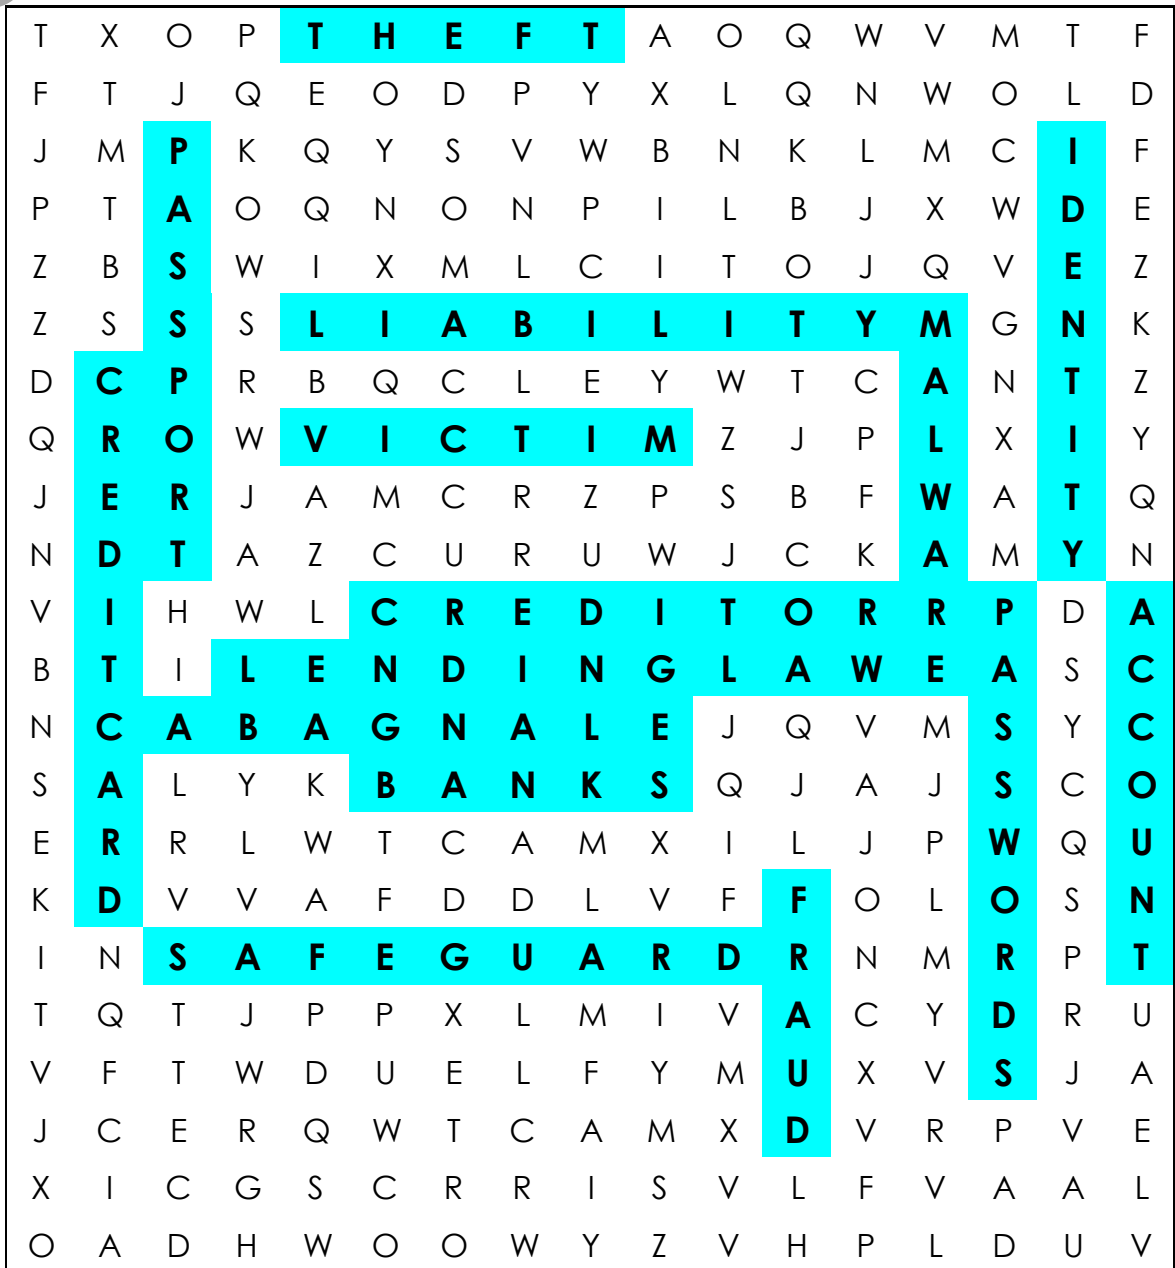 T X O P T H E F T A O Q W V M T F
F T J Q E O D P Y X L Q N W O L D
J M P K Q Y S V W B N K L M C I F
P T A O Q N O N P I L B J X W D E
Z B S W I X M L C I T O J Q V E Z
Z S S S L I A B I L I T Y M G N K
D C P R B Q C L E Y W T C A N T Z
Q R O W V I C T I M Z J P L X I Y
J E R J A M C R Z P S B F W A T Q
N D T A Z C U R U W J C K A M Y N
V I H W L C R E D I T O R R P D A
B T I L E N D I N G L A W E A S C
N C A B A G N A L E J Q V M S Y C
S A L Y K B A N K S Q J A J S C O
E R R L W T C A M X I L J P W Q U
K D V V A F D D L V F F O L O S N
I N S A F E G U A R D R N M R P T
T Q T J P P X L M I V A C Y D R U
V F T W D U E L F Y M U X V S J A
J C E R Q W T C A M X D V R P V E
X I C G S C R R I S V L F V A A L
O A D H W O O W Y Z V H P L D U V